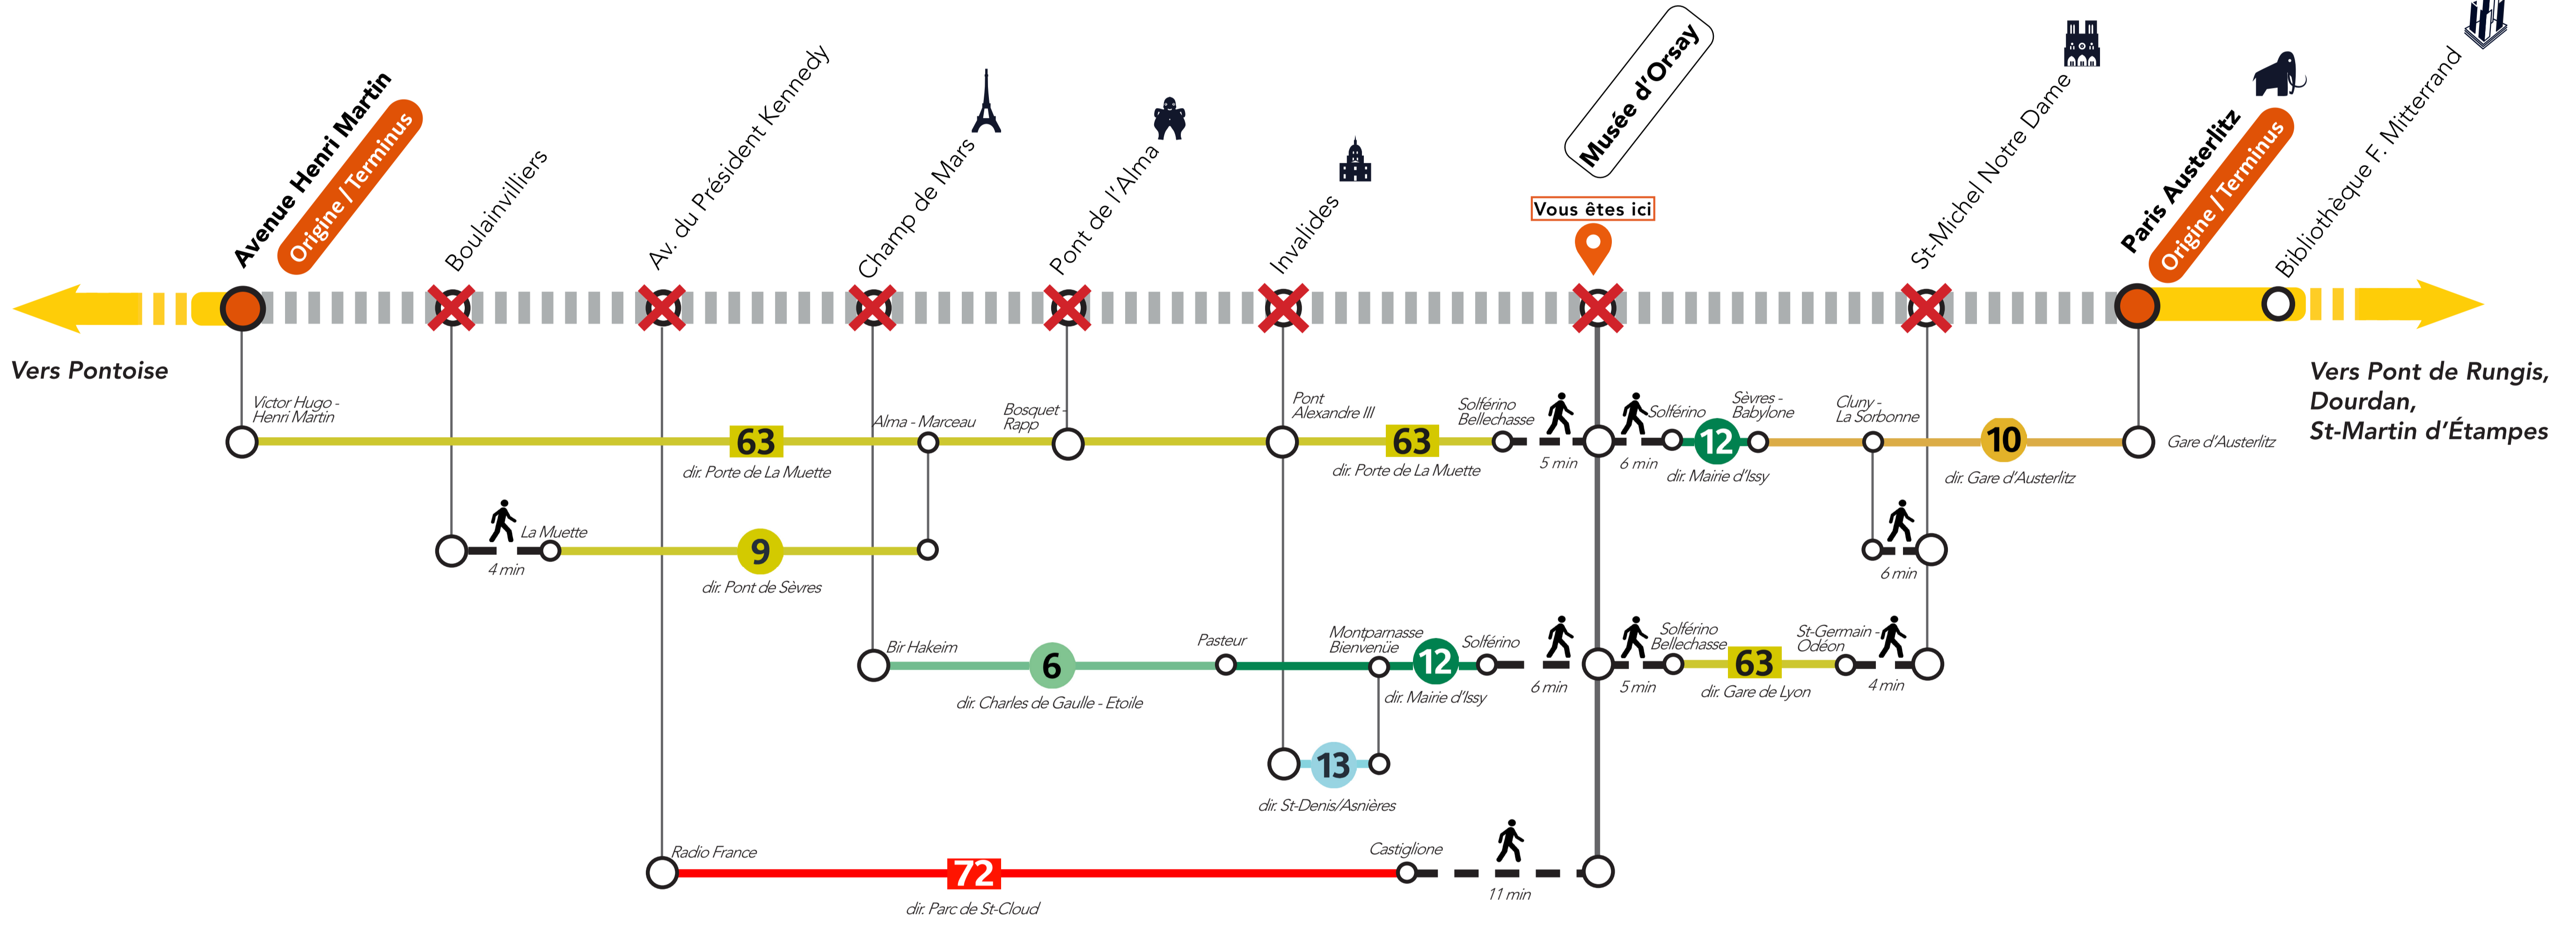 Avenue Henri Martin
Origine / Terminus
Boulainvilliers
Av. du Président Kennedy
Champ de Mars
Pont de l'Alma
Invalides
Musée d'Orsay
Vous êtes ici
St-Michel Notre Dame
Paris Austerlitz
Origine / Terminus
Bibliothèque F. Mitterrand
Vers Pontoise
Vers Pont de Rungis,
Dourdan,
St-Martin d'Étampes
Victor Hugo -
Henri Martin
63
dir. Porte de La Muette
Alma - Marceau
Bosquet -
Rapp
Pont
Alexandre III
63
dir. Porte de La Muette
Solférino
Bellechasse
5 min
6 min
Solférino
12
dir. Mairie d'Issy
Sèvres -
Babylone
Cluny -
La Sorbonne
10
dir. Gare d'Austerlitz
Gare d'Austerlitz
4 min
La Muette
9
dir. Pont de Sèvres
6 min
Bir Hakeim
6
dir. Charles de Gaulle - Etoile
Pasteur
Montparnasse
Bienvenüe
12
dir. Mairie d'Issy
Solférino
6 min
5 min
Solférino
Bellechasse
63
dir. Gare de Lyon
St-Germain -
Odéon
4 min
13
dir. St-Denis/Asnières
Radio France
72
dir. Parc de St-Cloud
Castiglione
11 min